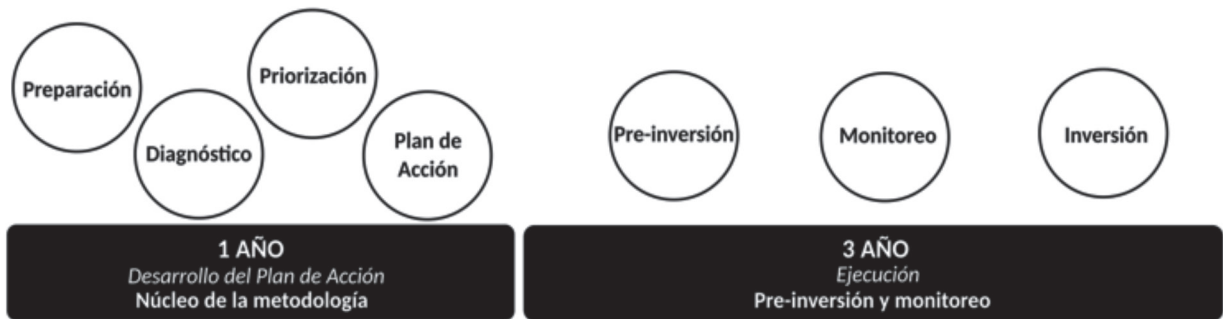 Preparación
Diagnóstico
Priorización
Plan de
Acción
1 AÑO
Desarrollo del Plan de Acción
Núcleo de la metodología
Pre-inversión
Monitoreo
Inversión
3 AÑO
Ejecución
Pre-inversión y monitoreo